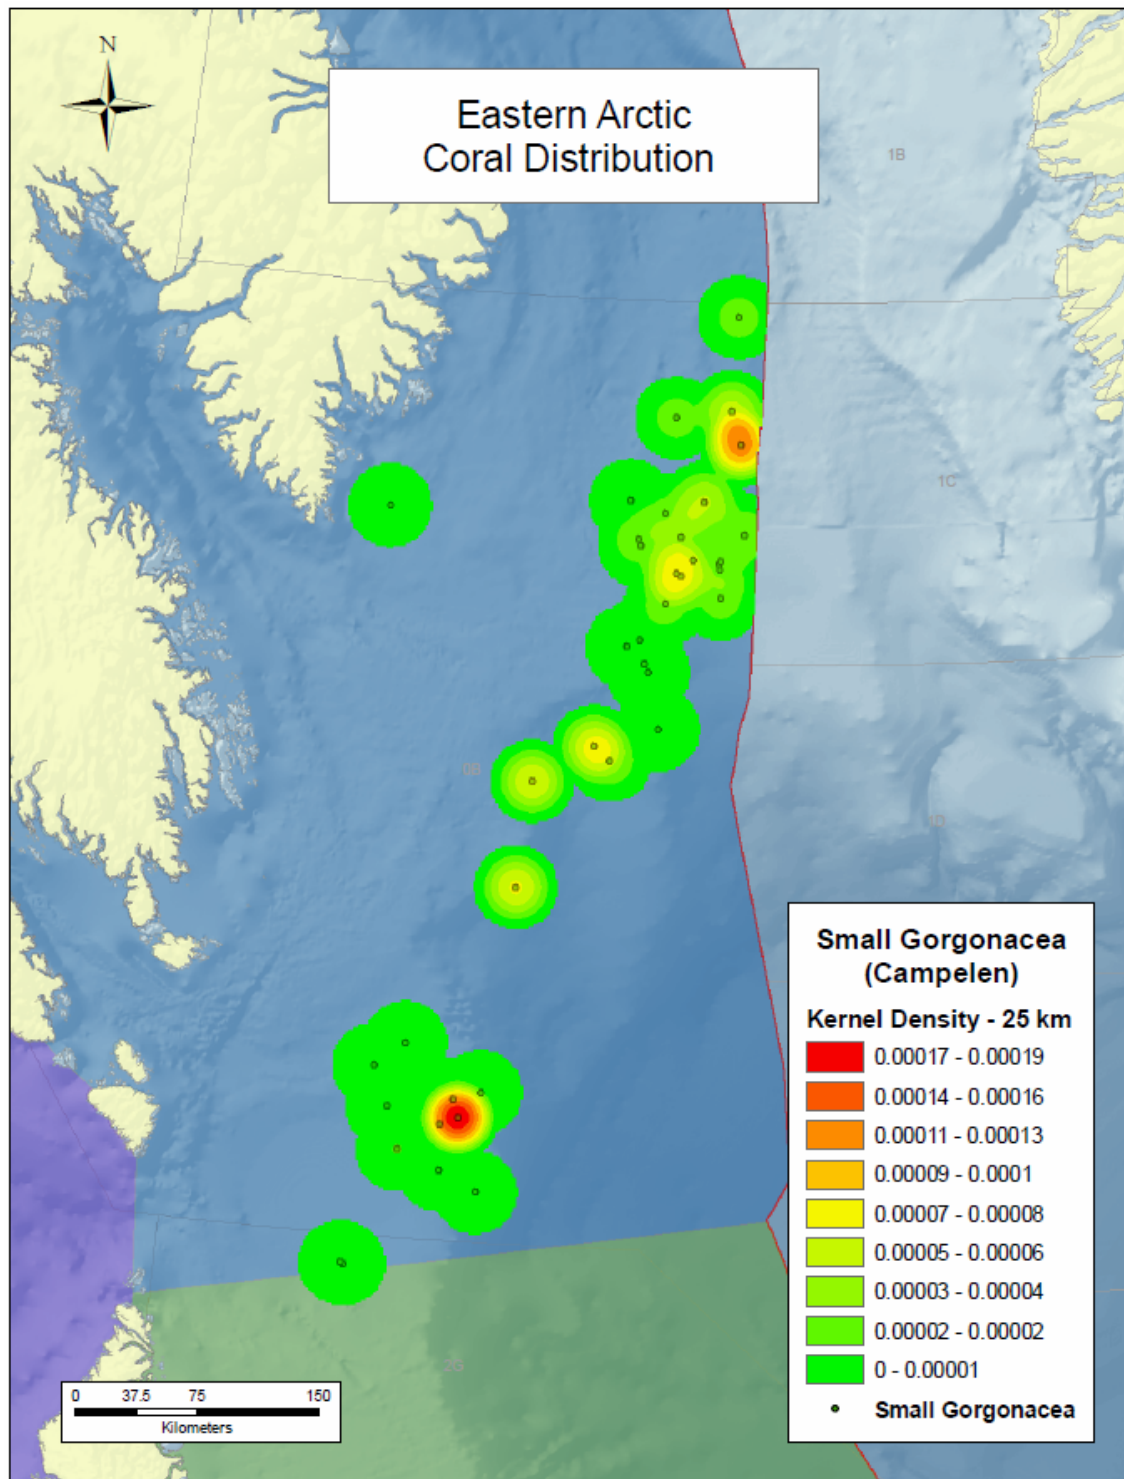 N
Eastern Arctic
Coral Distribution
1B
1C
0B
1D
2G
Small Gorgonacea
(Campelen)
Kernel Density - 25 km
0.00017 - 0.00019
0.00014 - 0.00016
0.00011 - 0.00013
0.00009 - 0.0001
0.00007 - 0.00008
0.00005 - 0.00006
0.00003 - 0.00004
0.00002 - 0.00002
0 - 0.00001
Small Gorgonacea
0 37.5 75 150
Kilometers